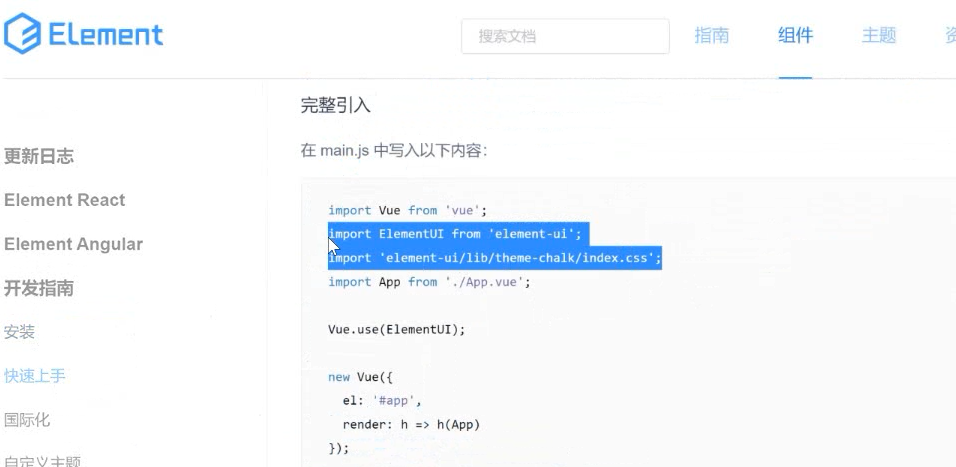 Element
搜索文档
指南
组件
主题
完整引入
在 main.js 中写入以下内容：
更新日志
Element React
Element Angular
开发指南
安装
快速上手
国际化
自定义主题
import Vue from 'vue';
import ElementUI from 'element-ui';
import 'element-ui/lib/theme-chalk/index.css';
import App from './App.vue';
Vue.use(ElementUI);
new Vue({
el: '#app',
render: h => h(App)
});